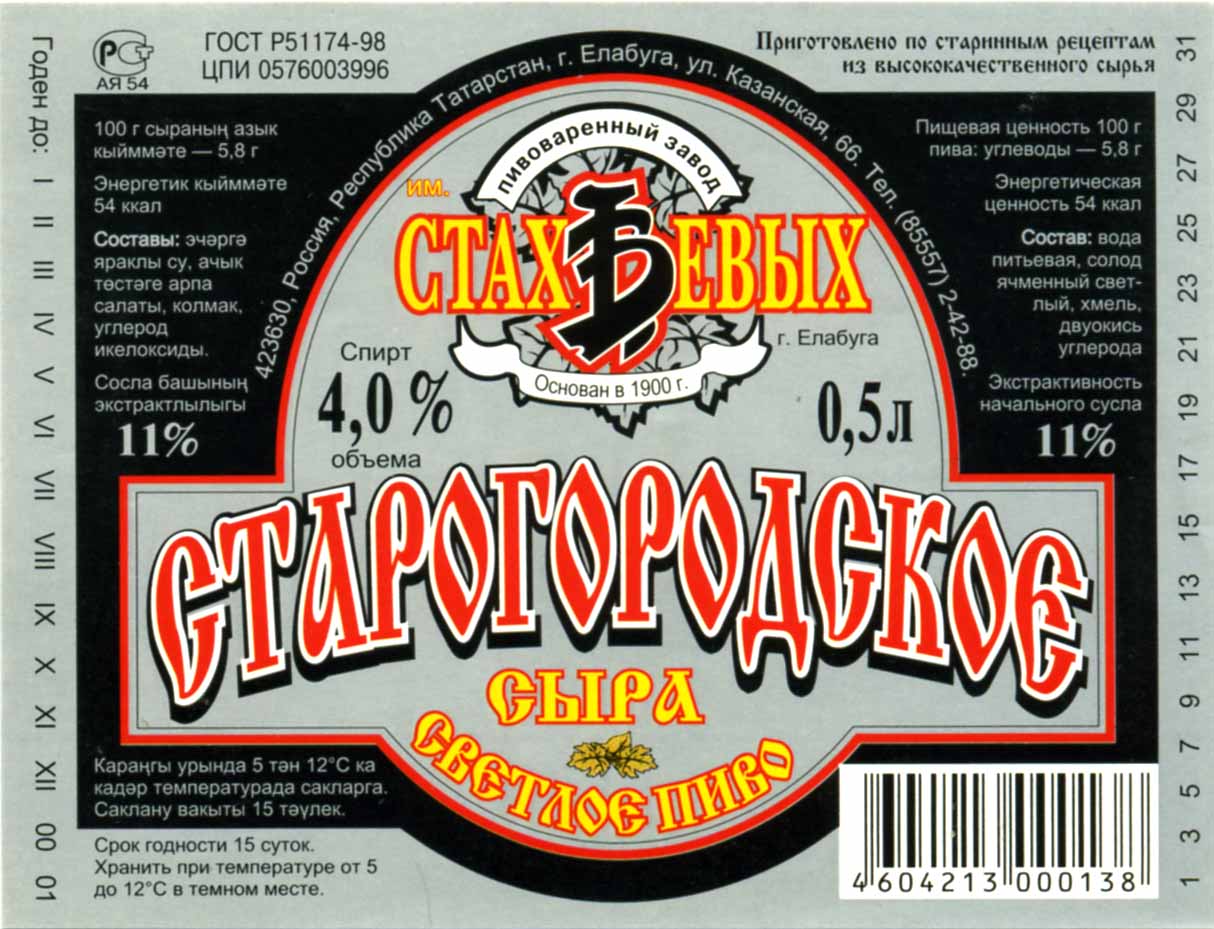 Годен до: I II III IV V VI VII VIII IX X XI XII 00 01
РСТ
АЯ 54
ГОСТ Р51174-98
ЦПИ 0576003996
Приготовлено по старинным рецептам
из высококачественного сырья
423630, Россия, Республика Татарстан, г. Елабуга, ул. Казанская, 66. Тел. (85557) 2-42-88.
100 г сыраның азык
кыйммәте — 5,8 г
Энергетик кыйммәте
54 ккал
Составы: эчәргә
яраклы су, ачык
төстәге арпа
салаты, колмак,
углерод
икелоксиды.
Сосла башының
экстрактлылыгы
11%
пивоваренный завод
им.
СТАХЕЕВЫХ
г. Елабуга
Основан в 1900 г.
Спирт
4,0 %
объема
0,5л
Пищевая ценность 100 г
пива: углеводы — 5,8 г
Энергетическая
ценность 54 ккал
Состав: вода
питьевая, солод
ячменный свет-
лый, хмель,
двуокись
углерода
Экстрактивность
начального сусла
11%
СТАРОГОРОДСКОЕ
СЫРА
СВЕТЛОЕ ПИВО
Караңгы урында 5 тән 12°С ка
кадәр температурада сакларга.
Саклану вакыты 15 тәүлек.
Срок годности 15 суток.
Хранить при температуре от 5
до 12°С в темном месте.
4 604213 000138
1 3 5 7 9 11 13 15 17 19 21 23 25 27 29 31